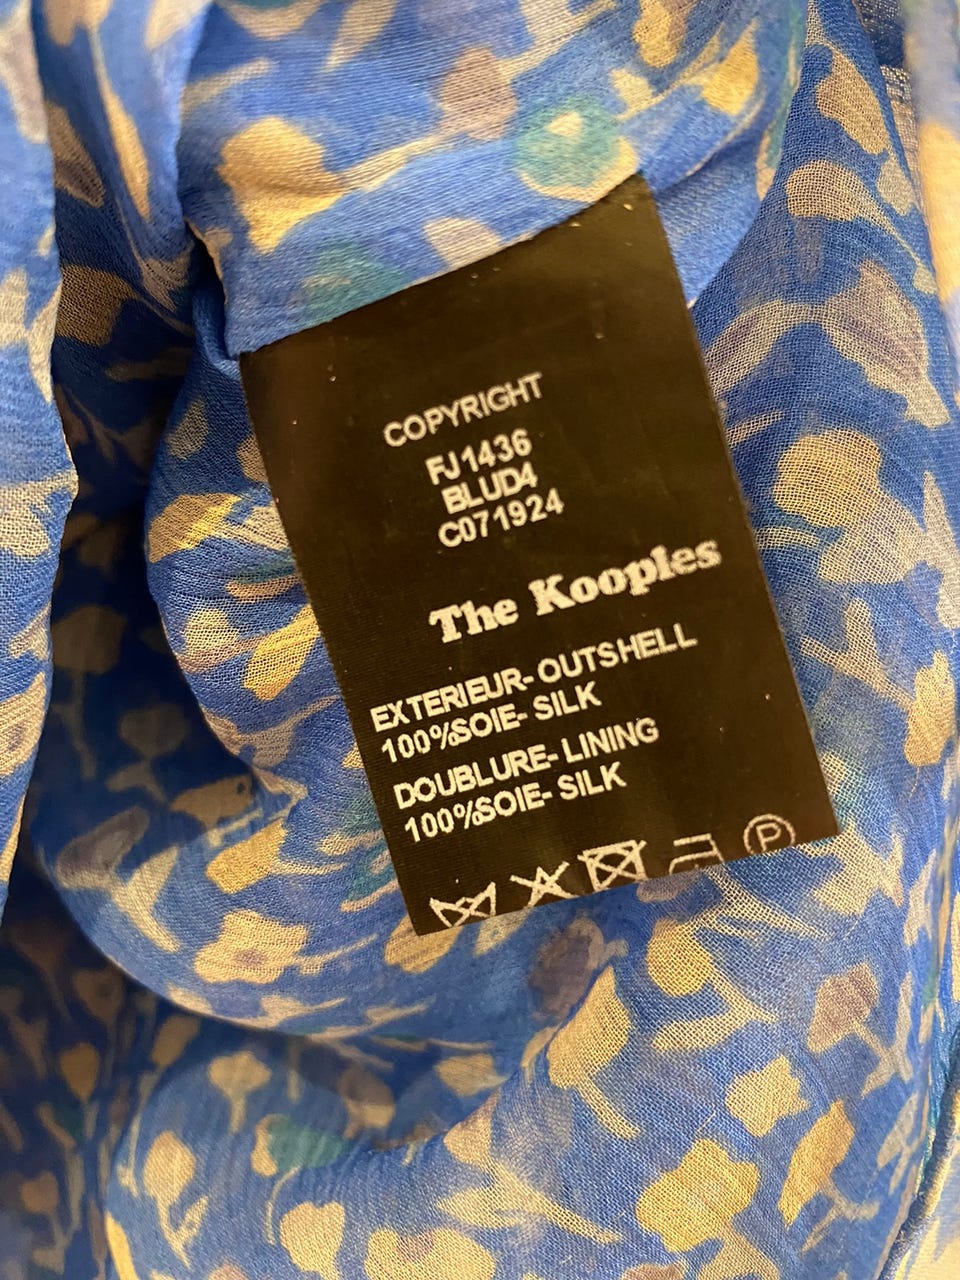 COPYRIGHT
FJ1436
BLUD4
C071924
The Kooples
EXTERIEUR- OUTSHELL
100%SOIE- SILK
DOUBLURE- LINING
100%SOIE- SILK
P